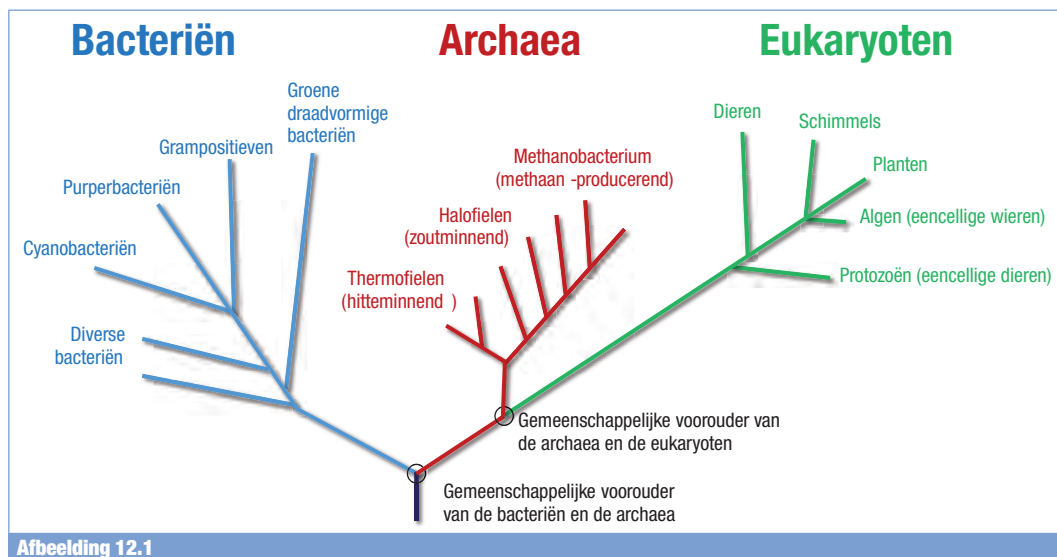 Bacteriën
Archaea
Eukaryoten
Groene
draadvormige
bacteriën
Grampositieven
Purperbacteriën
Cyanobacteriën
Diverse
bacteriën
Methanobacterium
(methaan -producerend)
Halofielen
(zoutminnend)
Thermofielen
(hitteminnend )
Dieren
Schimmels
Planten
Algen (eencellige wieren)
Protozoën (eencellige dieren)
Gemeenschappelijke voorouder van
de archaea en de eukaryoten
Gemeenschappelijke voorouder
van de bacteriën en de archaea
Afbeelding 12.1